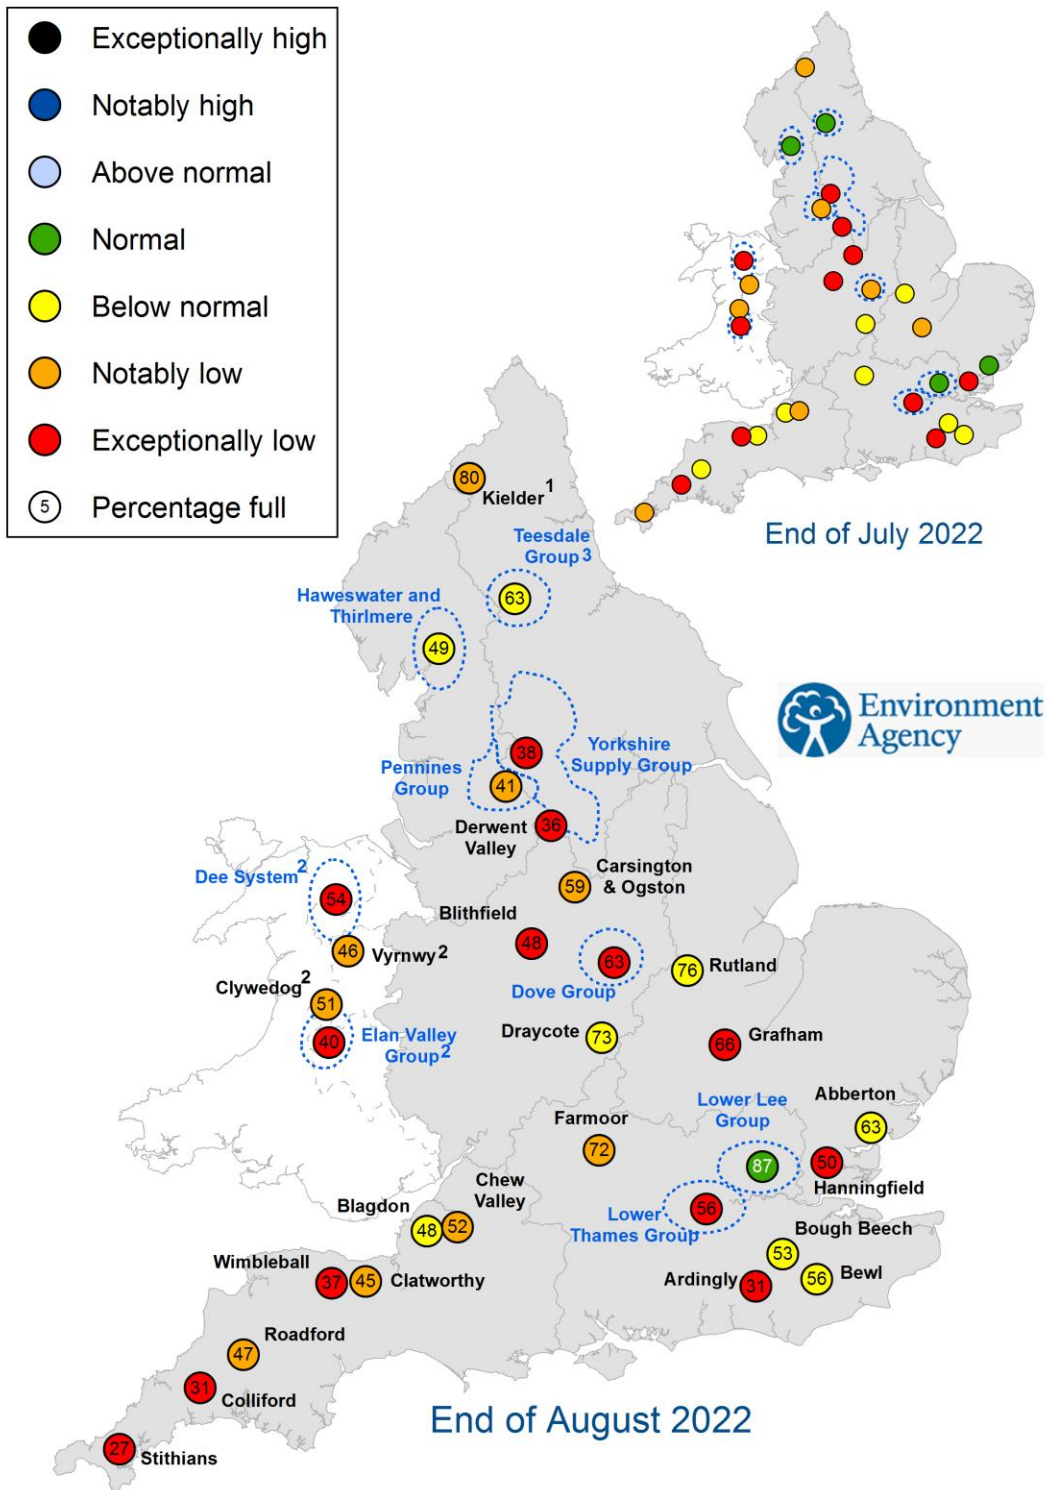 Exceptionally high
Notably high
Above normal
Normal
Below normal
Notably low
Exceptionally low
5 Percentage full
End of July 2022
80
Kielder1
Teesdale
Group3
63
Haweswater and
Thirlmere
49
Environment
Agency
38
Yorkshire
Supply Group
Pennines
Group
41
Derwent
Valley
36
Carsington
& Ogston
59
Dee System2
54
Blithfield
48
46
Vyrnwy2
63
Dove Group
76
Rutland
Clywedog2
51
40
Elan Valley
Group2
Draycote
73
66
Grafham
Abberton
63
Lower Lee
Group
87
Farmoor
72
50
Hanningfield
Chew
Valley
52
Blagdon
48
56
Lower
Thames Group
Bough Beech
53
56
Bewl
Ardingly
31
Wimbleball
37
45
Clatworthy
Roadford
47
31
Colliford
End of August 2022
27
Stithians